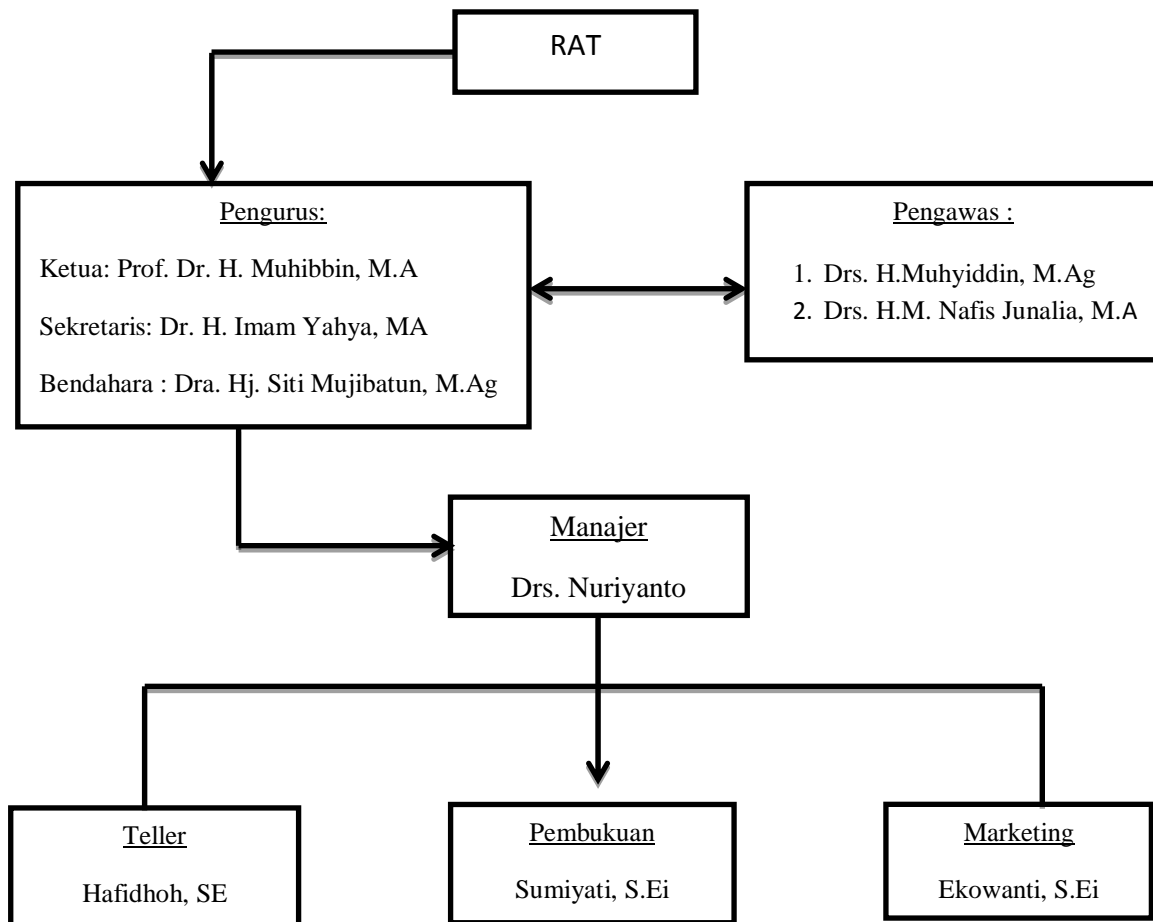 RAT
Pengurus:
Ketua: Prof. Dr. H. Muhibbin, M.A
Sekretaris: Dr. H. Imam Yahya, MA
Bendahara : Dra. Hj. Siti Mujibatun, M.Ag
Pengawas :
1. Drs. H.Muhyiddin, M.Ag
2. Drs. H.M. Nafis Junalia, M.A
Manajer
Drs. Nuriyanto
Teller
Hafidhoh, SE
Pembukuan
Sumiyati, S.Ei
Marketing
Ekowanti, S.Ei